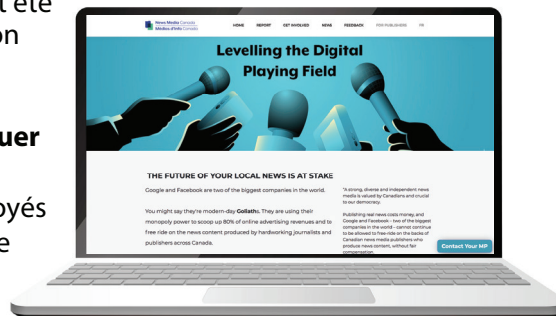 t été
on
uer
oyés
e
News Media Canada
Médias d'Info Canada
HOME REPORT GET INVOLVED NEWS FEEDBACK FOR PUBLISHERS FR
Levelling the Digital
Playing Field
THE FUTURE OF YOUR LOCAL NEWS IS AT STAKE
Google and Facebook are two of the biggest companies in the world.
You might say they're modern-day Goliaths. They are using their
monopoly power to scoop up 80% of online advertising revenues and to
free ride on the news content produced by hardworking journalists and
publishers across Canada.
"A strong, diverse and independent news
media is valued by Canadians and crucial
to our democracy.
Publishing real news costs money, and
Google and Facebook – two of the biggest
companies in the world – cannot continue
to be allowed to free-ride on the backs of
Canadian news media publishers who
produce news content, without fair
compensation.
Contact Your MP